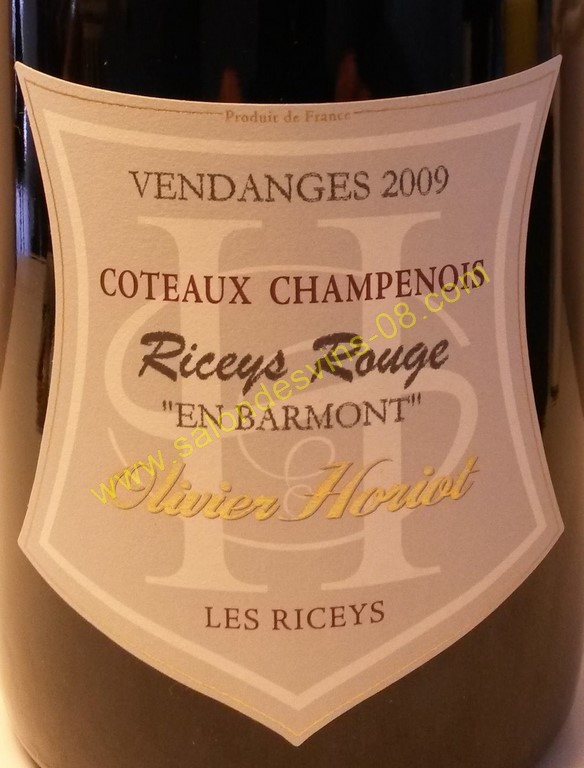 Produit de France
VENDANGES 2009
COTEAUX CHAMPENOIS
Riceys Rouge
"EN BARMONT"
Olivier Horiot
LES RICEYS
www.salondesvins-08.com